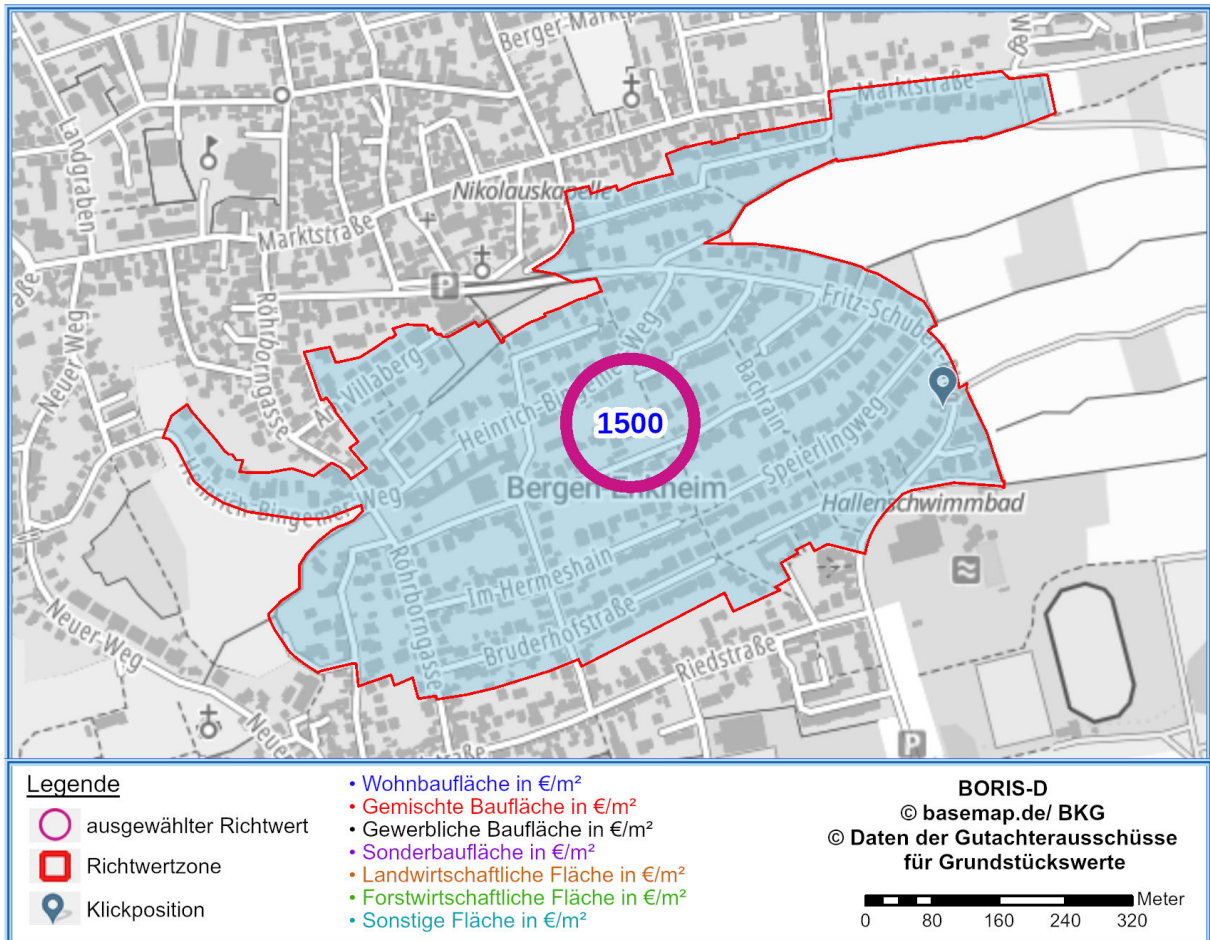 Berger-Marktpl
Weg
Landgraben
Marktstraße
Nikolauskapelle
Marktstraße
P
raße
Neuer Weg
Röhrborngasse
Am Villaberg
Heinrich-Bingemer-Weg
Fritz-Schubert-
Bachrain
1500
Speierlingweg
Bergen-Enkheim
Heinrich-Bingemer-Weg
Hallenschwimmbad
Röhrborngasse
Im-Hermeshain
Bruderhofstraße
Riedstraße
Neuer-Weg
Neuer
straße
P
Legende
ausgewählter Richtwert
Richtwertzone
Klickposition
• Wohnbaufläche in €/m²
• Gemischte Baufläche in €/m²
• Gewerbliche Baufläche in €/m²
• Sonderbaufläche in €/m²
• Landwirtschaftliche Fläche in €/m²
• Forstwirtschaftliche Fläche in €/m²
• Sonstige Fläche in €/m²
BORIS-D
© basemap.de/ BKG
© Daten der Gutachterausschüsse
für Grundstückswerte
Meter
0 80 160 240 320